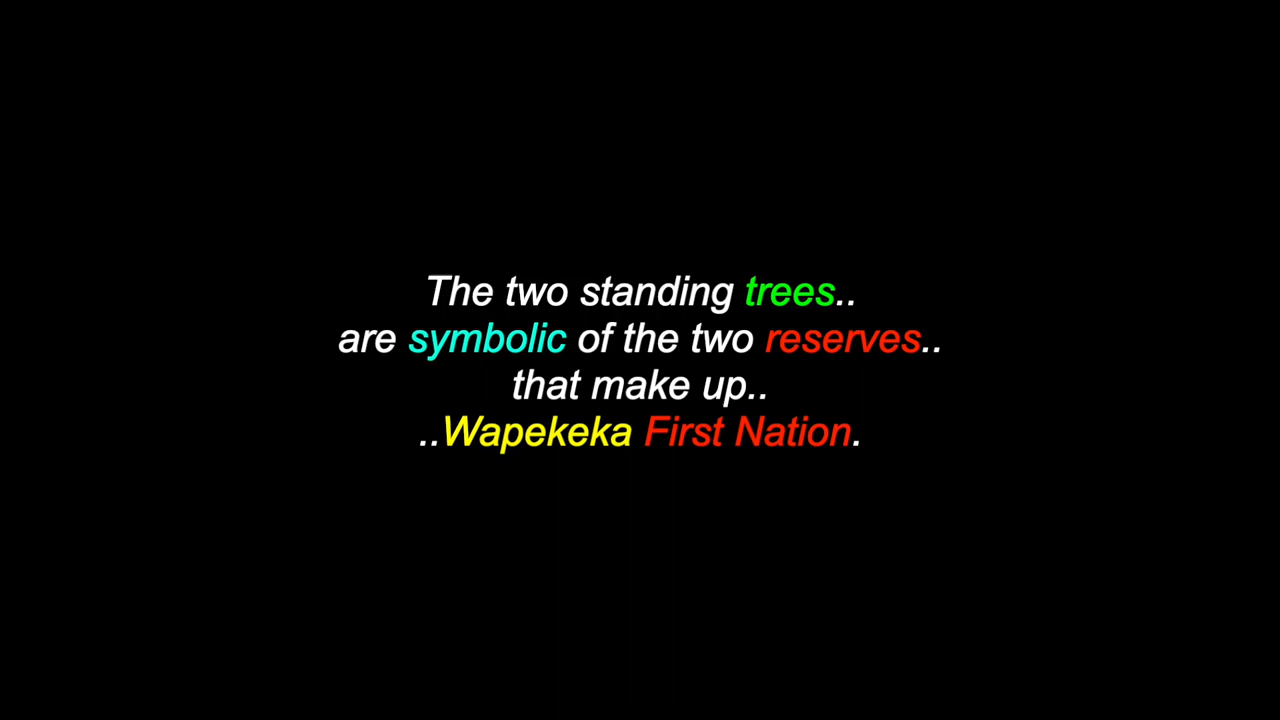 The two standing trees..
are symbolic of the two reserves..
that make up..
..Wapekeka First Nation.